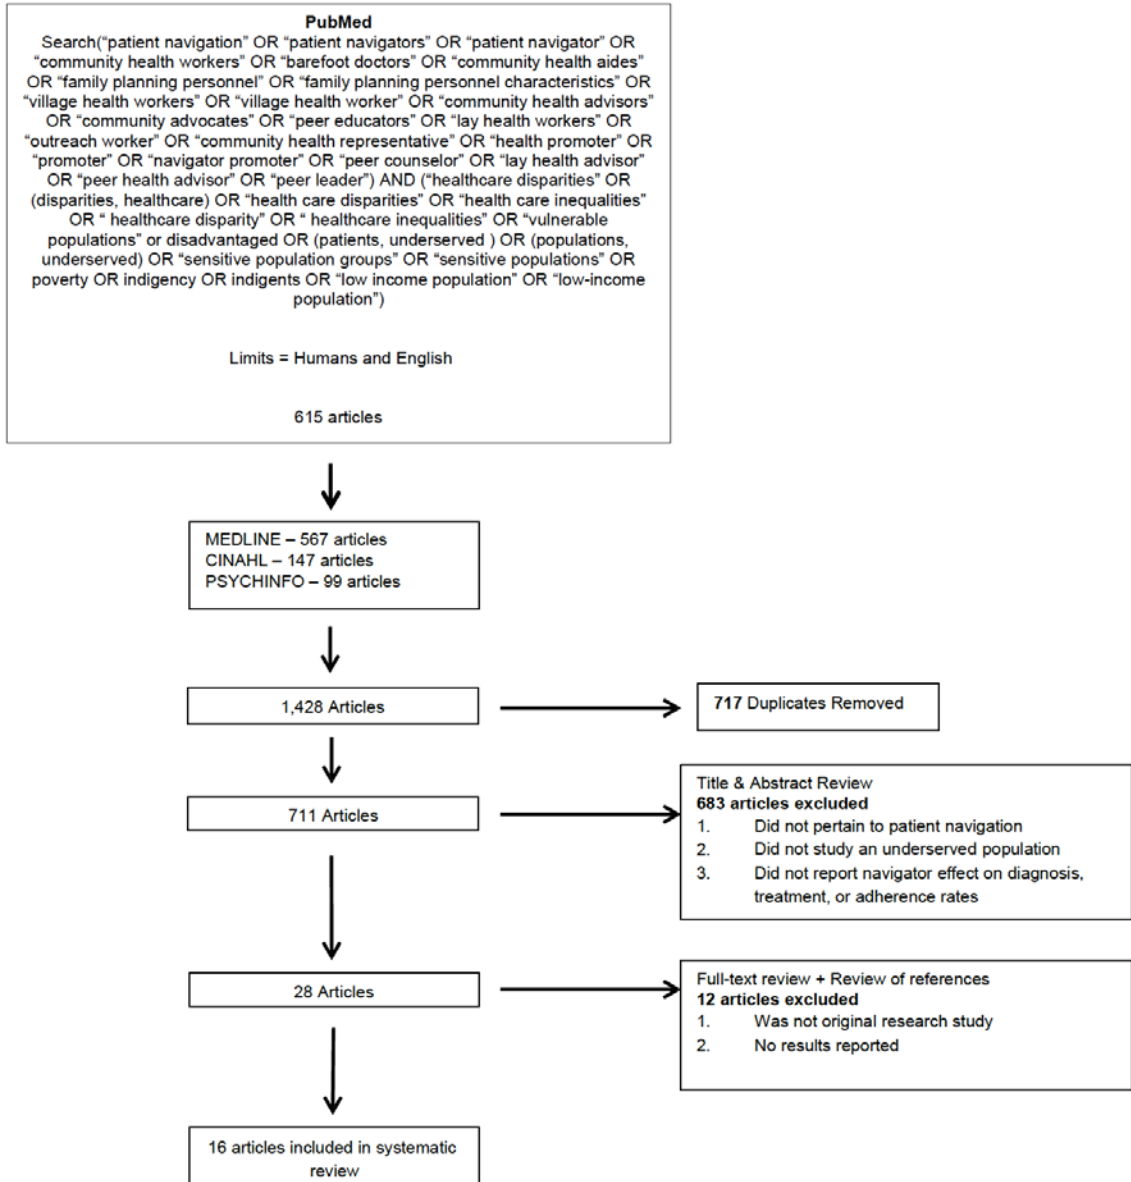 PubMed
Search(“patient navigation” OR “patient navigators” OR “patient navigator” OR
“community health workers” OR “barefoot doctors” OR “community health aides”
OR “family planning personnel” OR “family planning personnel characteristics” OR
“village health workers” OR “village health worker” OR “community health advisors”
OR “community advocates” OR “peer educators” OR “lay health workers” OR
“outreach worker” OR “community health representative” OR “health promoter” OR
“promoter” OR “navigator promoter” OR “peer counselor” OR “lay health advisor”
OR “peer health advisor” OR “peer leader”) AND (“healthcare disparities” OR
(disparities, healthcare) OR “health care disparities” OR “health care inequalities”
OR “ healthcare disparity” OR “ healthcare inequalities” OR “vulnerable
populations” or disadvantaged OR (patients, underserved ) OR (populations,
underserved) OR “sensitive population groups” OR “sensitive populations” OR
poverty OR indigency OR indigents OR “low income population” OR “low-income
population”)
Limits = Humans and English
615 articles
MEDLINE – 567 articles
CINAHL – 147 articles
PSYCHINFO – 99 articles
1,428 Articles
717 Duplicates Removed
711 Articles
Title & Abstract Review
683 articles excluded
1. Did not pertain to patient navigation
2. Did not study an underserved population
3. Did not report navigator effect on diagnosis,
treatment, or adherence rates
28 Articles
Full-text review + Review of references
12 articles excluded
1. Was not original research study
2. No results reported
16 articles included in systematic
review